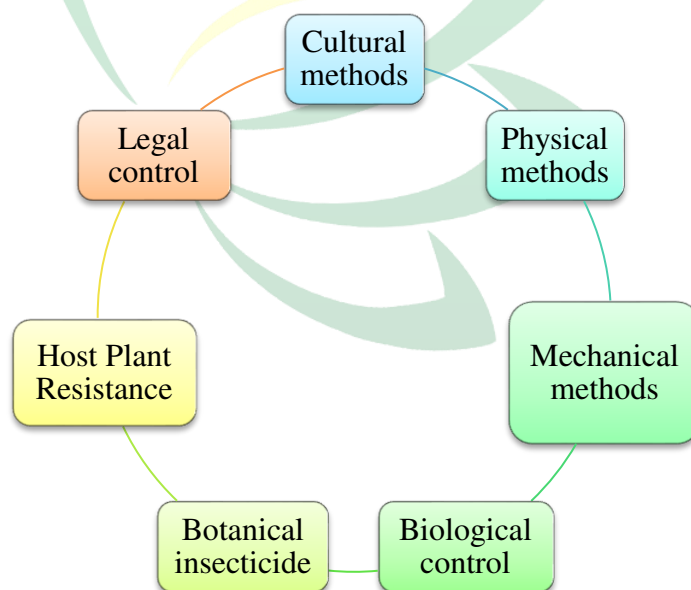 Cultural
methods
Physical
methods
Mechanical
methods
Biological
control
Botanical
insecticide
Host Plant
Resistance
Legal
control